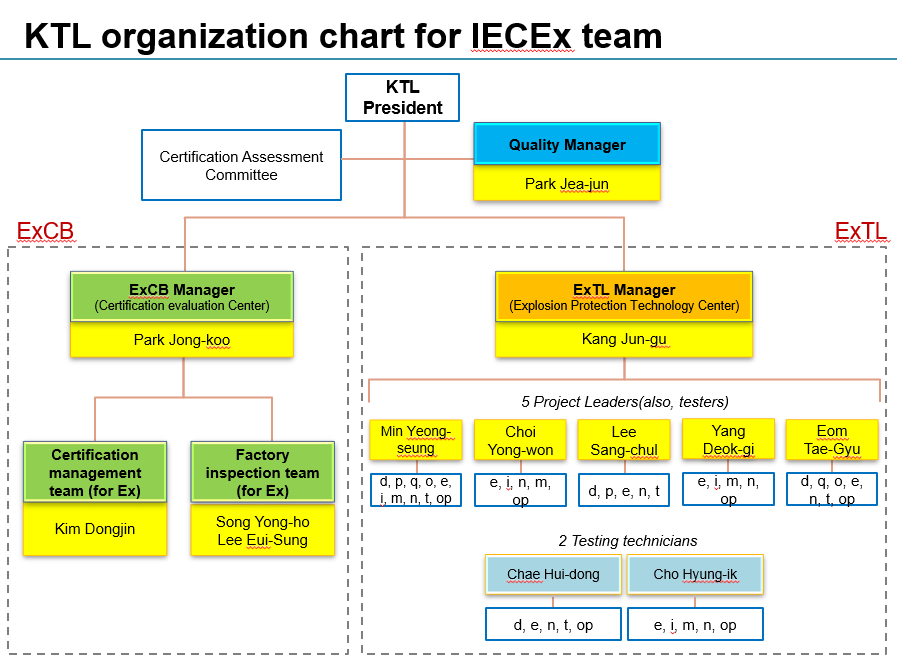 KTL organization chart for IECEx team
KTL
President
Certification Assessment
Committee
Quality Manager
Park Jea-jun
ExCB
ExTL
ExCB Manager
(Certification evaluation Center)
Park Jong-koo
ExTL Manager
(Explosion Protection Technology Center)
Kang Jun-gu
Certification
management
team (for Ex)
Kim Dongjin
Factory
inspection team
(for Ex)
Song Yong-ho
Lee Eui-Sung
5 Project Leaders(also, testers)
Min Yeong-
seung
d, p, q, o, e,
i, m, n, t, op
Choi
Yong-won
e, i, n, m,
op
Lee
Sang-chul
d, p, e, n, t
Yang
Deok-gi
e, i, m, n,
op
Eom
Tae-Gyu
d, q, o, e,
n, t, op
2 Testing technicians
Chae Hui-dong
d, e, n, t, op
Cho Hyung-ik
e, i, m, n, op